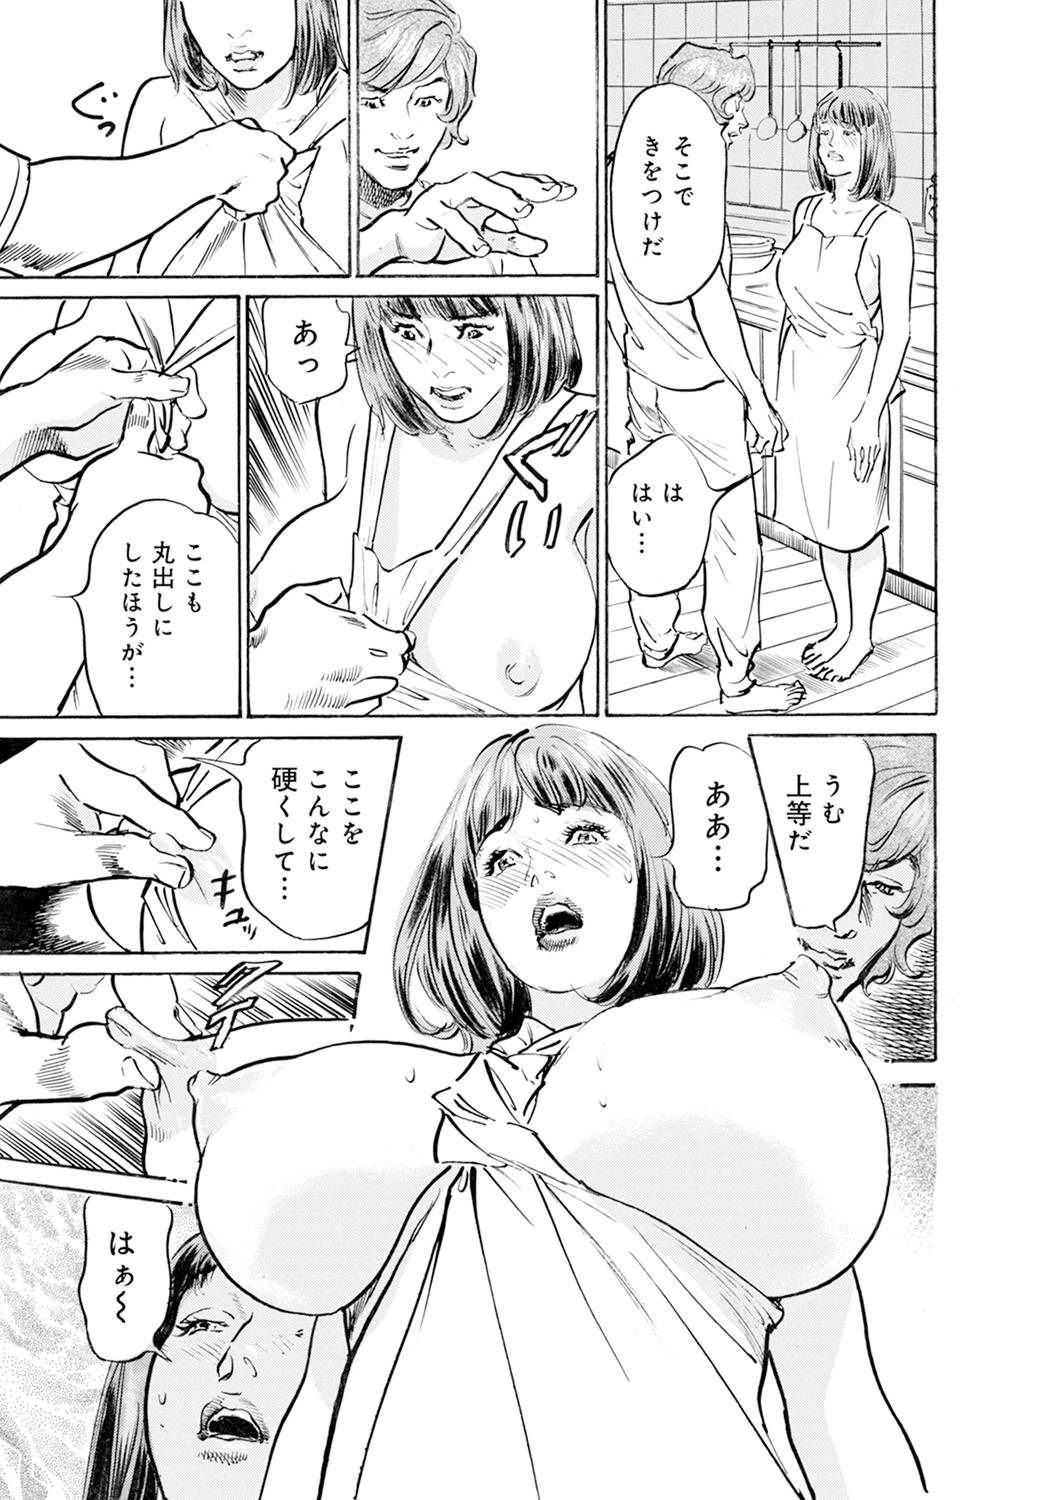 そこで
きをつけだ
は
はい…
ぐっ
あっ
ぐい
ここも
丸出しに
したほうが…
うむ
上等だ
ああ…
ここを
こんなに
硬くして…
キュッ
はぁ〜